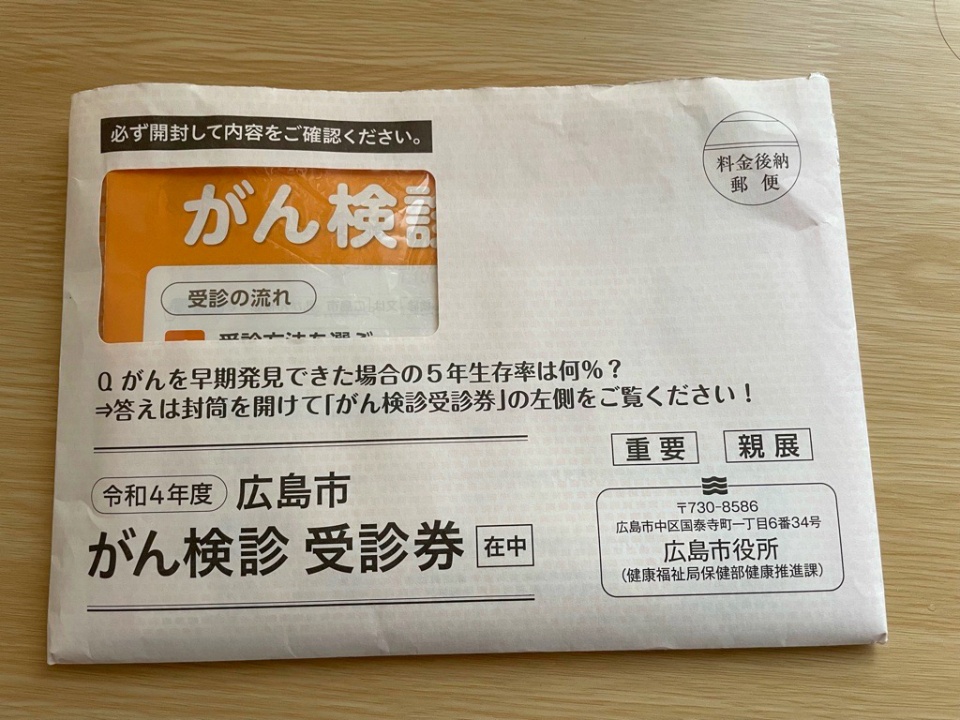 必ず開封して内容をご確認ください。
料金後納
郵便
がん検診
受診の流れ
受診方法を選ぶ
Q がんを早期発見できた場合の5年生存率は何%？
⇒答えは封筒を開けて「がん検診受診券」の左側をご覧ください！
重要 親展
令和4年度 広島市
がん検診 受診券 在中
〒730-8586
広島市中区国泰寺町一丁目6番34号
広島市役所
（健康福祉局保健部健康推進課）